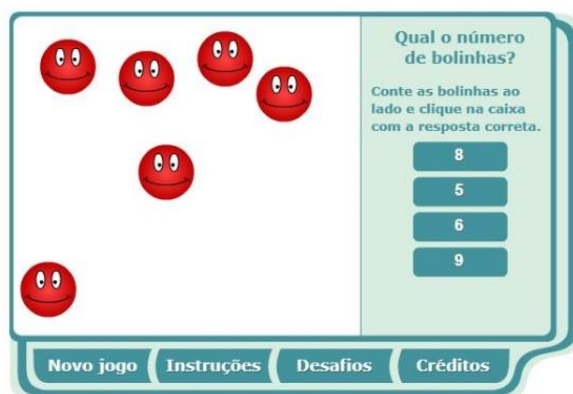 Qual o número
de bolinhas?
Conte as bolinhas ao
lado e clique na caixa
com a resposta correta.
8
5
6
9
Novo jogo
Instruções
Desafios
Créditos